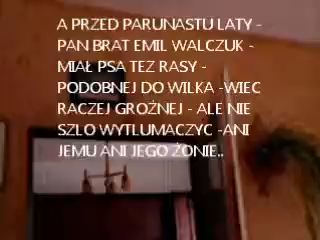 A PRZED PARUNASTU LATY -
PAN BRAT EMIL WALCZUK -
MIAŁ PSA TEZ RASY -
PODOBNEJ DO WILKA -WIEC
RACZEJ GROŻNEJ - ALE NIE
SZLO WYTLUMACZYC -ANI
JEMU ANI JEGO ŻONIE..